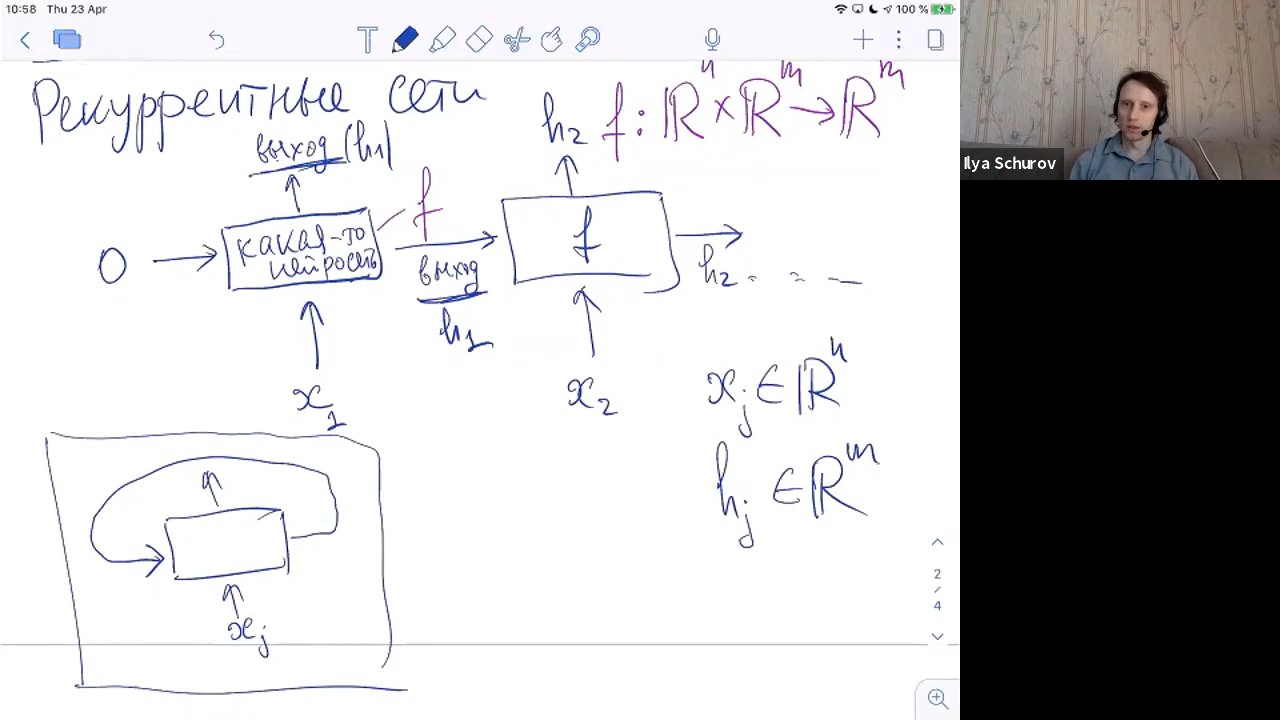 10:58 Thu 23 Apr
100 %
Рекуррентные сети
f: ℝⁿ × ℝᵐ → ℝᵐ
выход (h₁)
h₂
f
0
какая-то
нейросеть
f
выход
h₁
h₂ . = —
x₁
x₂
xⱼ ∈ ℝⁿ
hⱼ ∈ ℝᵐ
xⱼ
2
/
4
T
Ilya Schurov